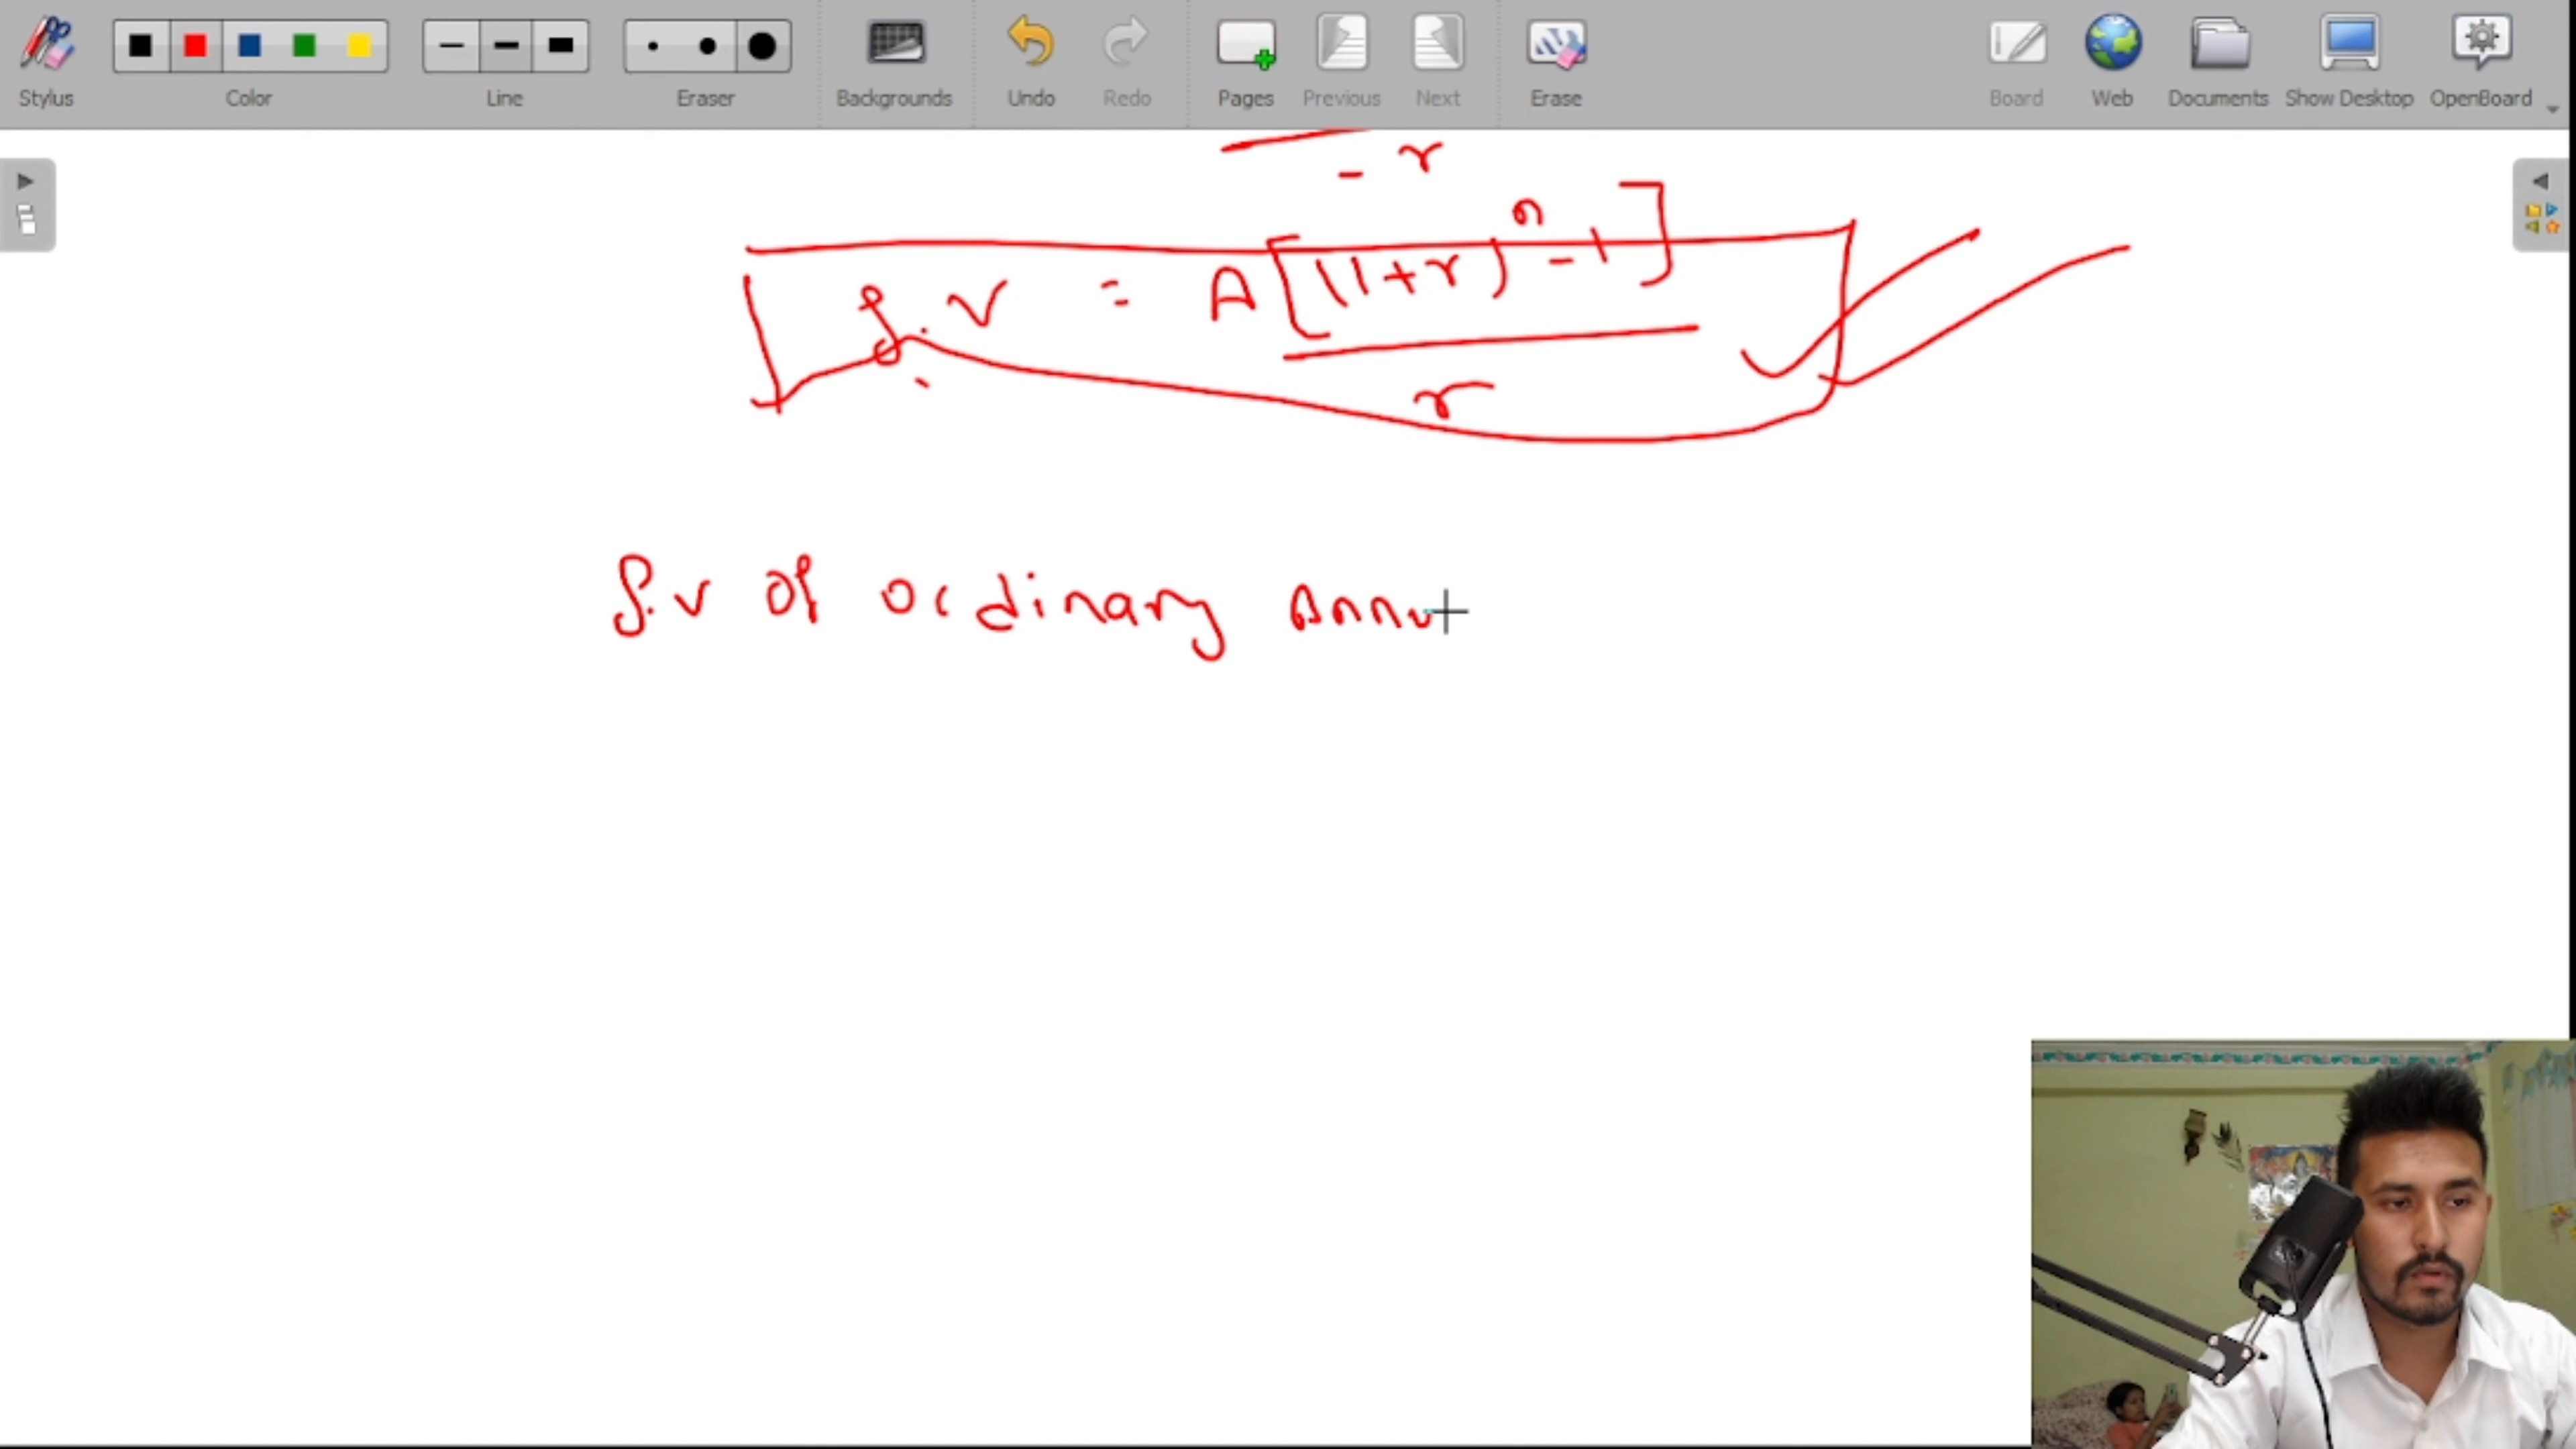 Stylus Color Line Eraser Backgrounds Undo Redo Pages Previous Next Erase Board Web Documents Show Desktop OpenBoard
- r
f.V = A[(1+r)^n - 1]
r
f.v of ordinary Annu